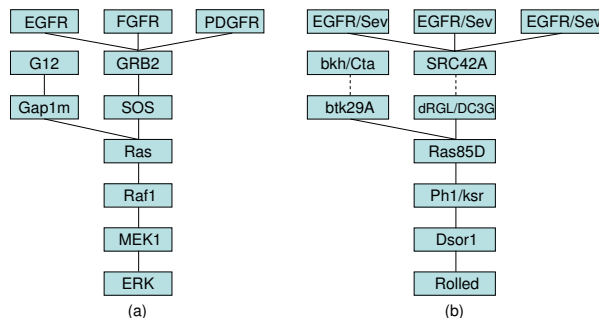 EGFR FGFR PDGFR EGFR/Sev EGFR/Sev EGFR/Sev
G12 GRB2 bkh/Cta SRC42A
Gap1m SOS btk29A dRGL/DC3G
Ras Ras85D
Raf1 Ph1/ksr
MEK1 Dsor1
ERK Rolled
(a) (b)